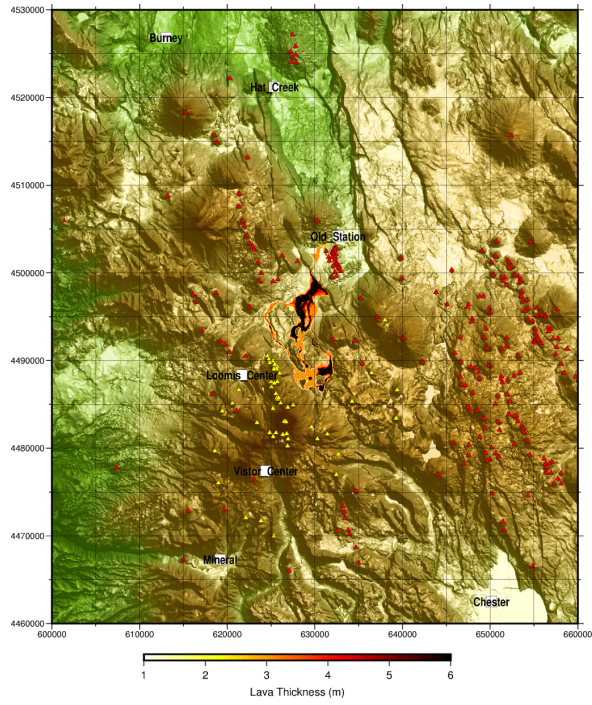 4530000
Burney
Hat_Creek
4520000
4510000
Old_Station
4500000
4490000
Loomis_Center
4480000
Vistor_Center
4470000
Mineral
Chester
4460000
600000 610000 620000 630000 640000 650000 660000
1 2 3 4 5 6
Lava Thickness (m)